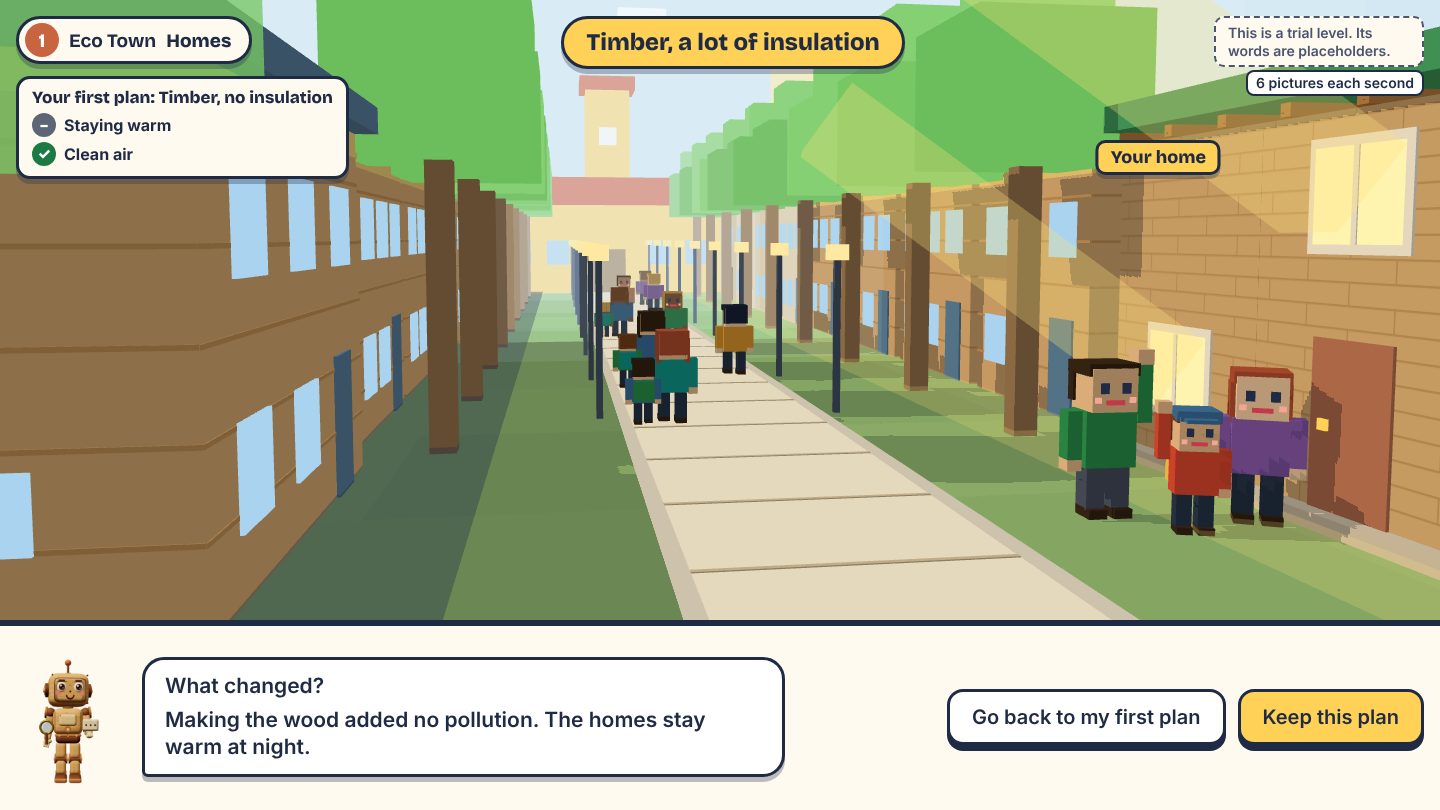 1 Eco Town Homes
Timber, a lot of insulation
This is a trial level. Its
words are placeholders.
6 pictures each second
Your first plan: Timber, no insulation
Staying warm
Clean air
Your home
What changed?
Making the wood added no pollution. The homes stay
warm at night.
Go back to my first plan
Keep this plan